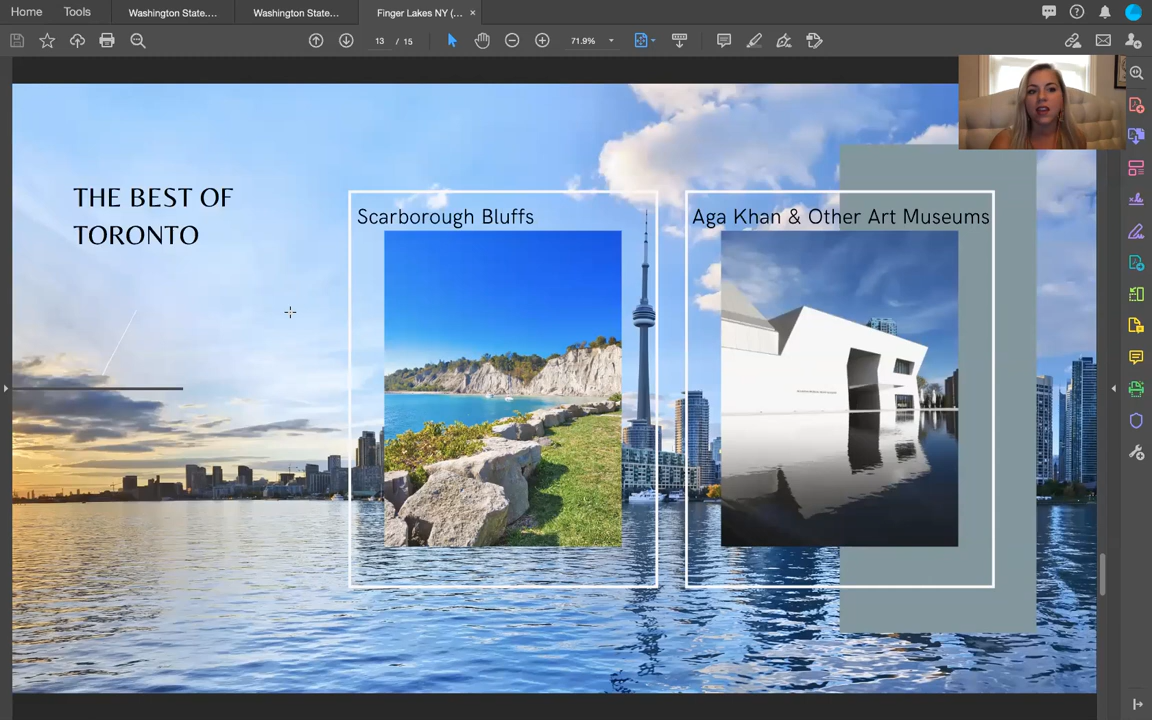 Home
Tools
Washington State....
Washington State...
Finger Lakes NY (... ×
13 / 15
71.9%
THE BEST OF
TORONTO
Scarborough Bluffs
Aga Khan & Other Art Museums